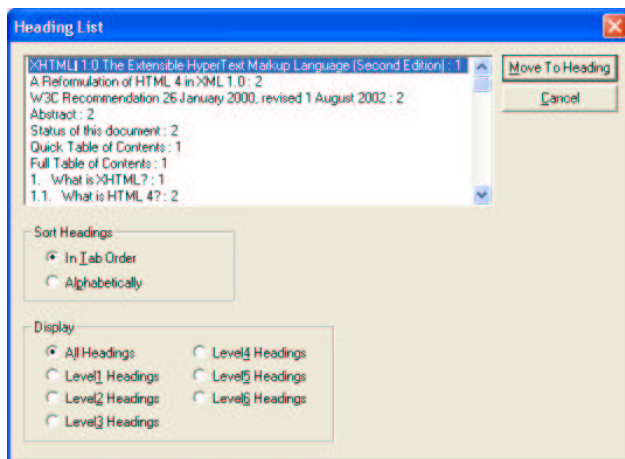 Heading List
XHTML 1.0 The Extensible HyperText Markup Language (Second Edition) : 1
A Reformulation of HTML 4 in XML 1.0 : 2
W3C Recommendation 26 January 2000, revised 1 August 2002 : 2
Abstract : 2
Status of this document : 2
Quick Table of Contents : 1
Full Table of Contents : 1
1. What is XHTML? : 1
1.1. What is HTML 4? : 2
Move To Heading
Cancel
Sort Headings
In Tab Order
Alphabetically
Display
All Headings
Level1 Headings
Level2 Headings
Level3 Headings
Level4 Headings
Level5 Headings
Level6 Headings